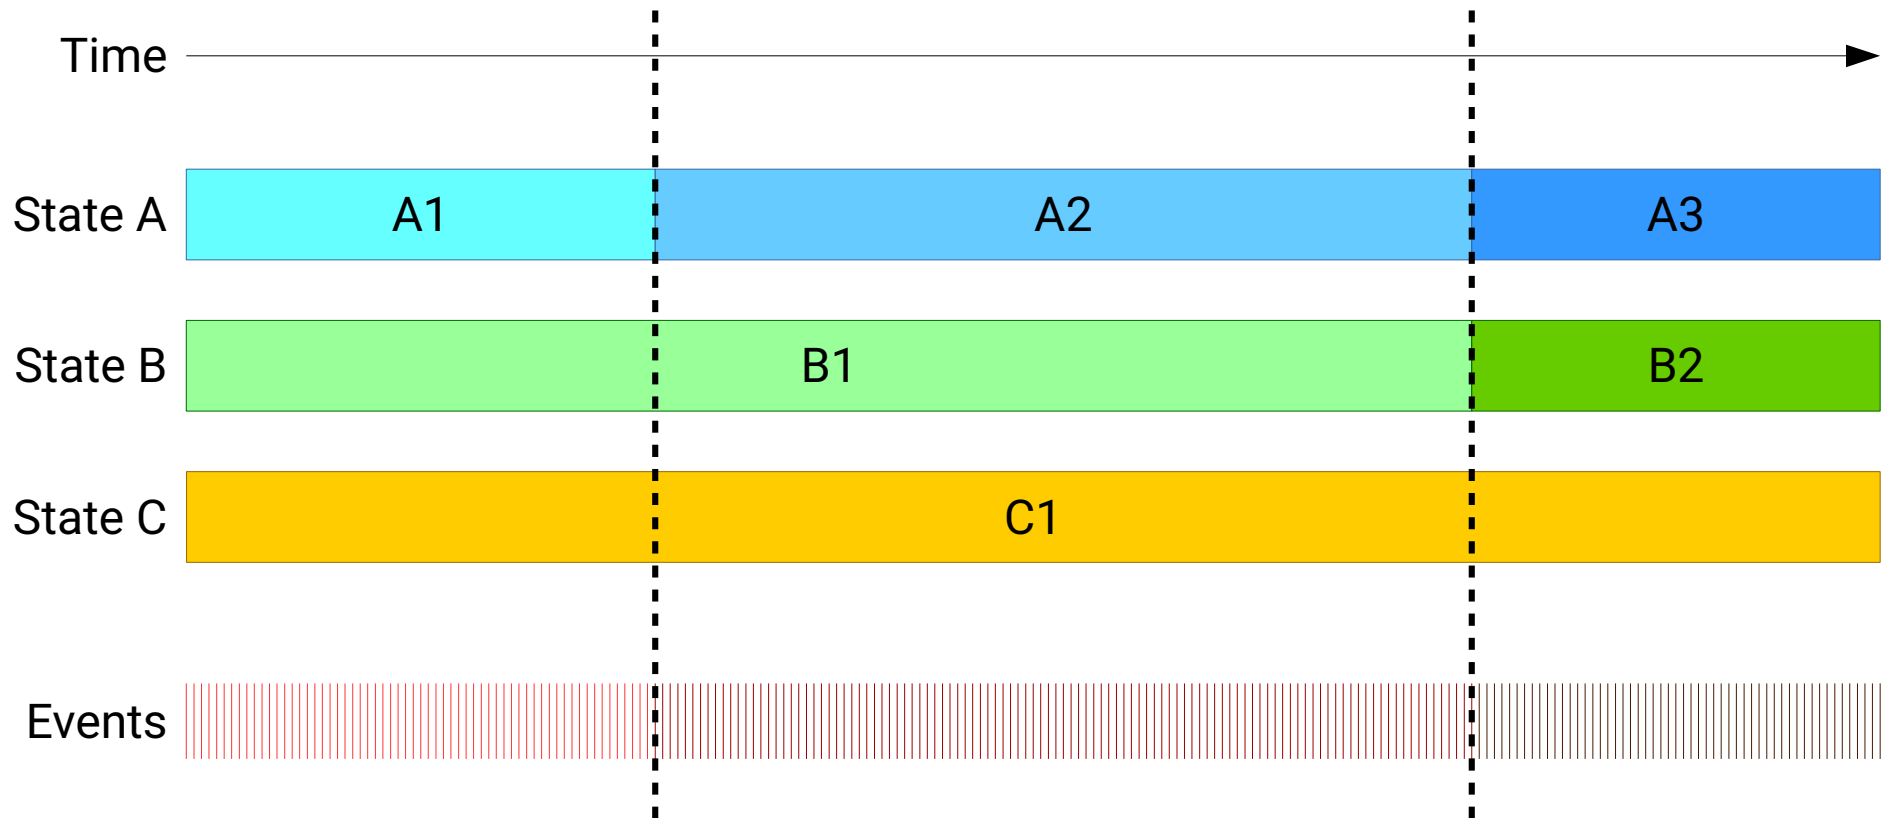 Time
State A
A1
A2
A3
State B
B1
B2
State C
C1
Events